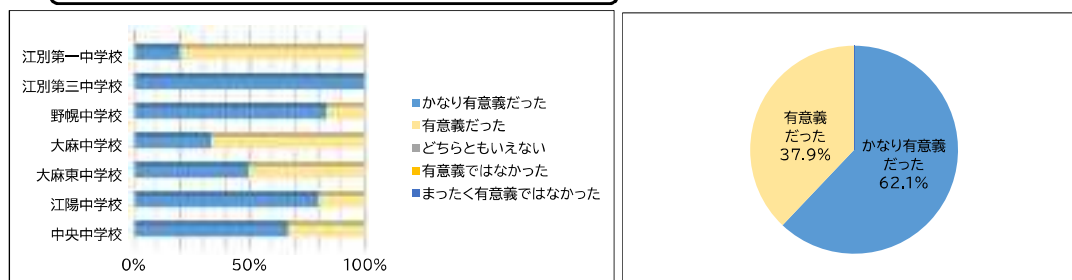 江別第一中学校
江別第三中学校
野幌中学校
大麻中学校
大麻東中学校
江陽中学校
中央中学校
0%
50%
100%
かなり有意義だった
有意義だった
どちらともいえない
有意義ではなかった
まったく有意義ではなかった
有意義
だった
37.9%
かなり有意義
だった
62.1%